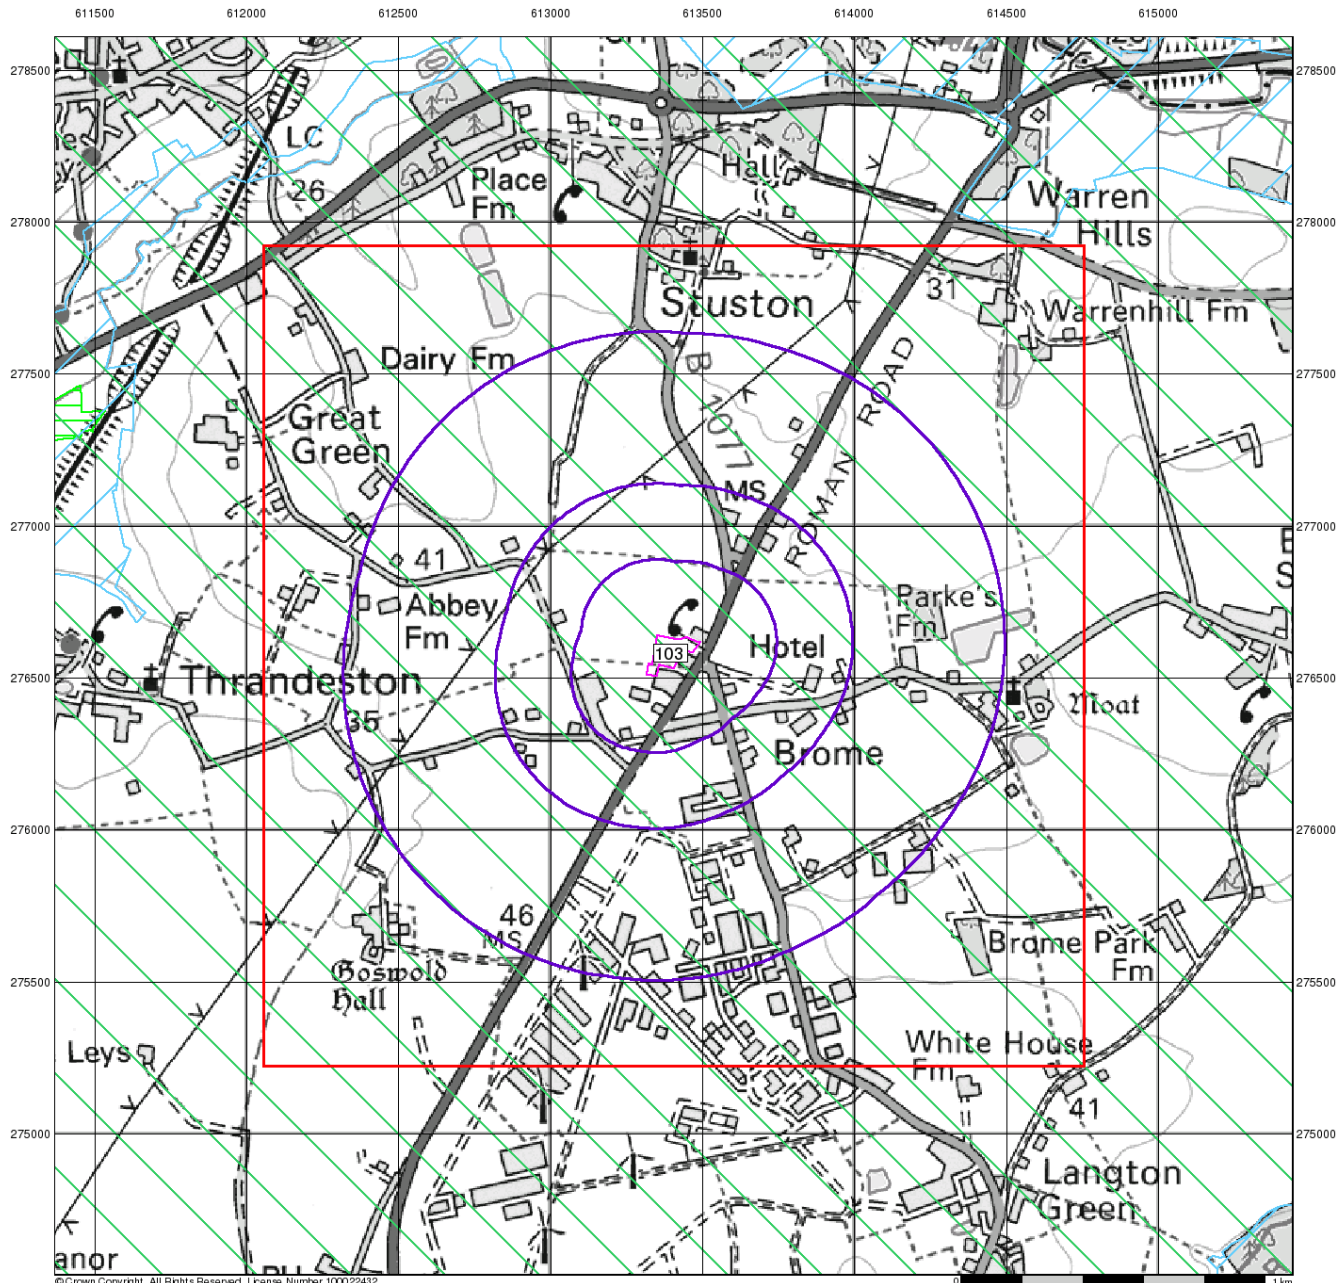 611500 612000 612500 613000 613500 614000 614500 615000
278500 278500
LC
26
Place
Fm
Hall
Warren
Hills
278000 278000
Stuston
31
Warrenhill Fm
277500 277500
Dairy Fm
B 1077
ROMAN ROAD
Great
Green
MS
277000 277000
41
Abbey
Fm
Parke's
Fm
103
Hotel
276500 276500
Thrandeston
Moat
35
Brome
276000 276000
46
MS
Goswold
Hall
Brome Park
Fm
275500 275500
Leys
White House
Fm
41
275000 275000
Langton
Green
anor
PH
© Crown Copyright. All Rights Reserved. License Number 100022432
0 1 km